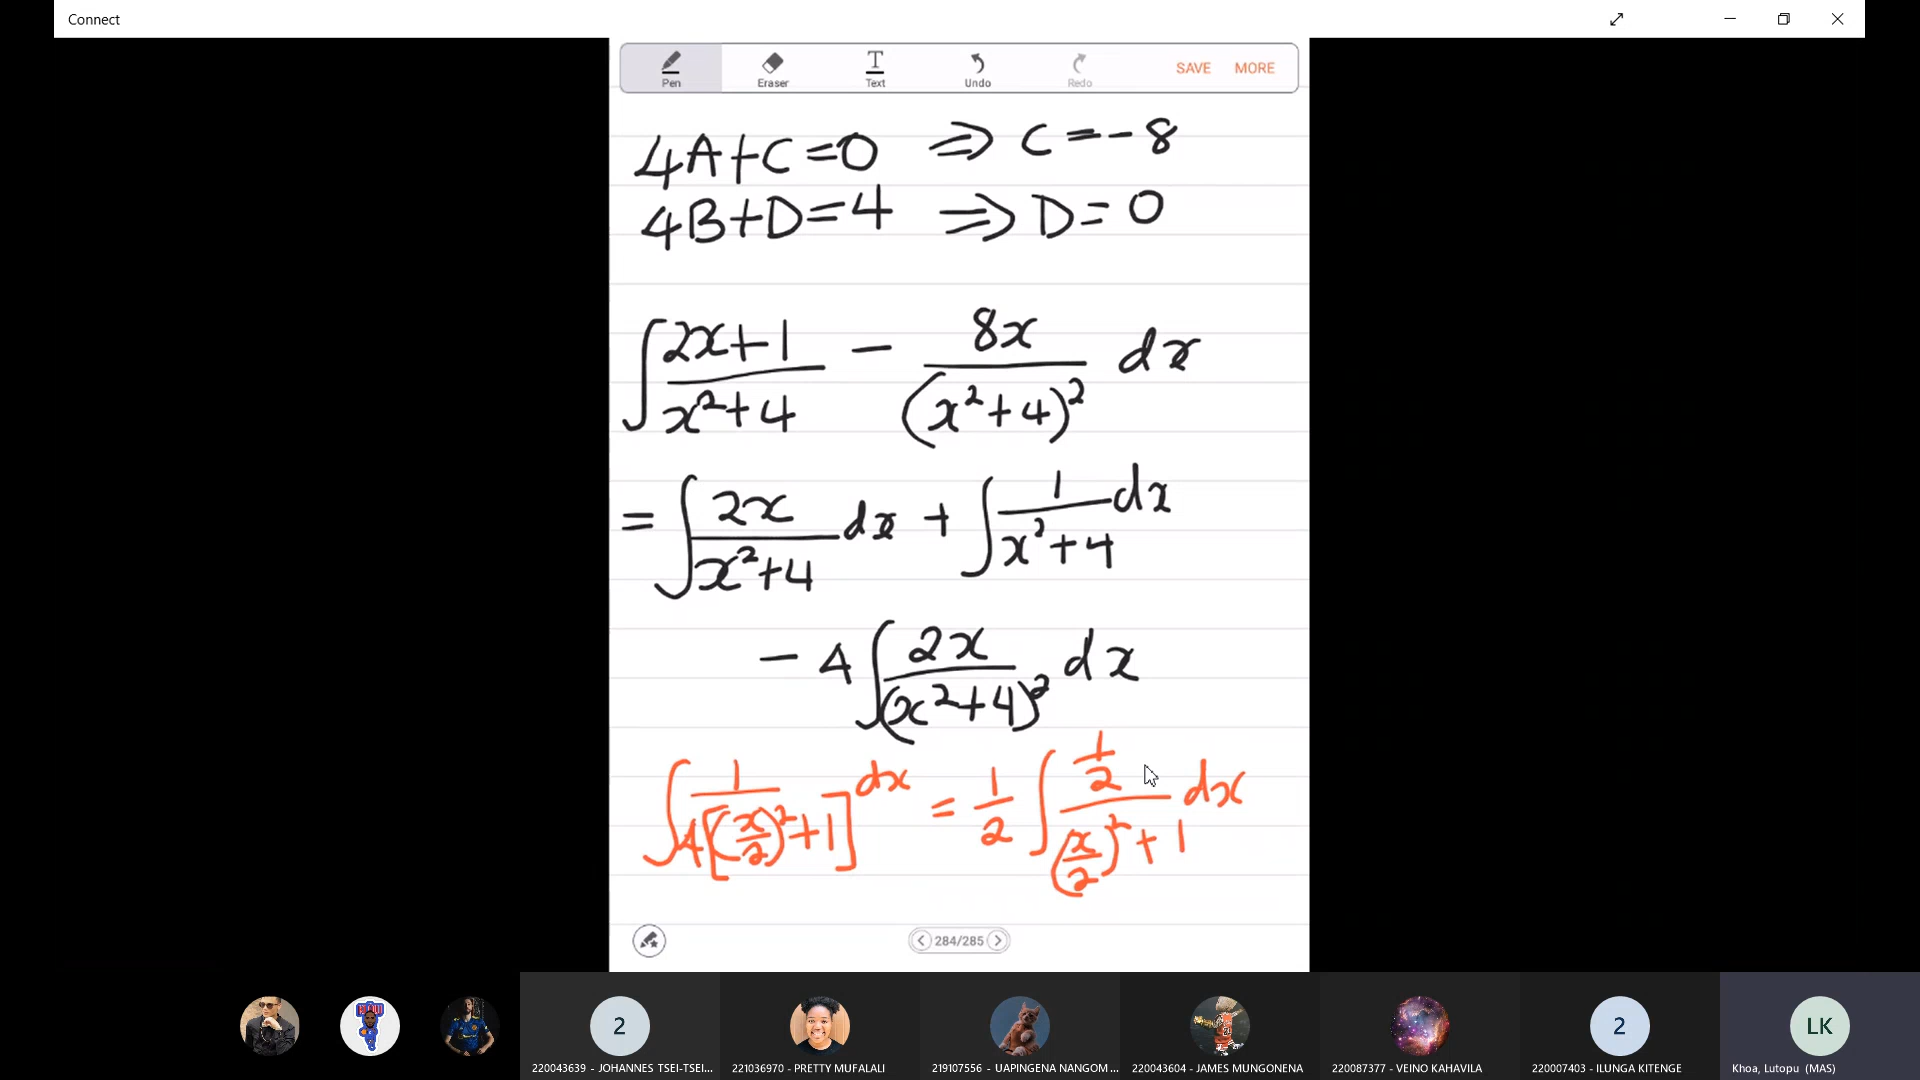 Connect
Pen Eraser Text Undo Redo SAVE MORE
4A+C=0 ⇒ C=-8
4B+D=4 ⇒ D=0
∫ (2x+1)/(x²+4) - 8x/(x²+4)² dx
= ∫ 2x/(x²+4) dx + ∫ 1/(x²+4) dx
- 4 ∫ 2x/(x²+4)² dx
∫ 1/(4[(x/2)²+1]) dx = 1/2 ∫ (1/2)/((x/2)²+1) dx
284/285
2 2 LK
220043639 - JOHANNES TSEI-TSEI... 221036970 - PRETTY MUFALALI 219107556 - UAPINGENA NANGOM ... 220043604 - JAMES MUNGONENA 220087377 - VEINO KAHAVILA 220007403 - ILUNGA KITENGE Khoa, Lutopu (MAS)